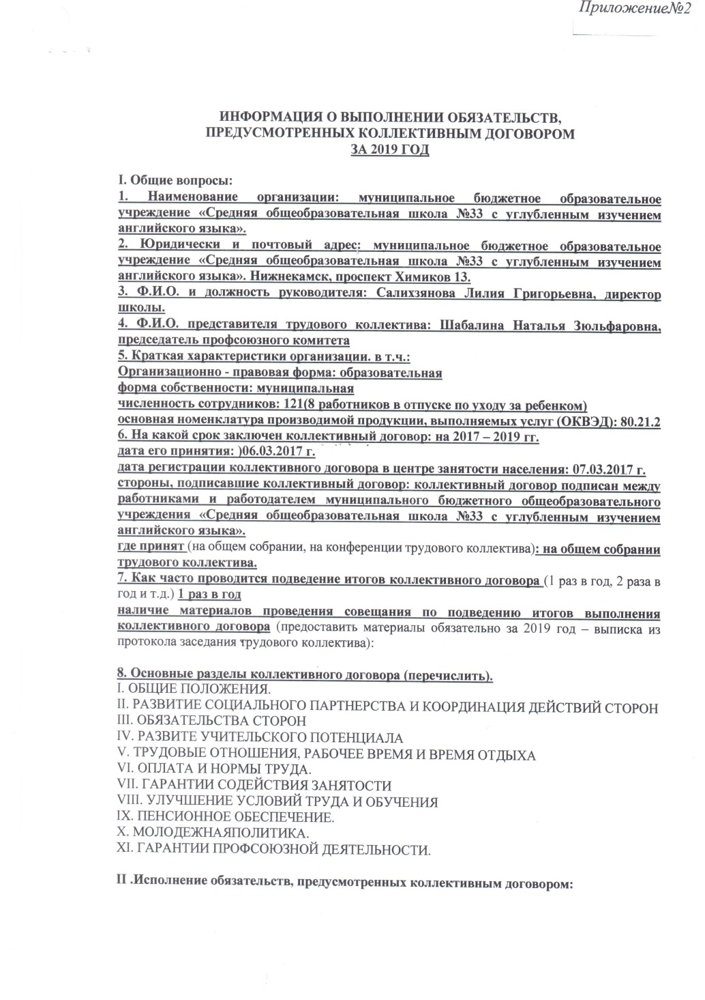 Приложение№2
ИНФОРМАЦИЯ О ВЫПОЛНЕНИИ ОБЯЗАТЕЛЬСТВ,
ПРЕДУСМОТРЕННЫХ КОЛЛЕКТИВНЫМ ДОГОВОРОМ
ЗА 2019 ГОД
I. Общие вопросы:
1. Наименование организации: муниципальное бюджетное образовательное
учреждение «Средняя общеобразовательная школа №33 с углубленным изучением
английского языка».
2. Юридически и почтовый адрес: муниципальное бюджетное образовательное
учреждение «Средняя общеобразовательная школа №33 с углубленным изучением
английского языка». Нижнекамск, проспект Химиков 13.
3. Ф.И.О. и должность руководителя: Салихзянова Лилия Григорьевна, директор
школы.
4. Ф.И.О. представителя трудового коллектива: Шабалина Наталья Зюльфаровна,
председатель профсоюзного комитета
5. Краткая характеристики организации. в т.ч.:
Организационно - правовая форма: образовательная
форма собственности: муниципальная
численность сотрудников: 121(8 работников в отпуске по уходу за ребенком)
основная номенклатура производимой продукции, выполняемых услуг (ОКВЭД): 80.21.2
6. На какой срок заключен коллективный договор: на 2017 – 2019 гг.
дата его принятия: )06.03.2017 г.
дата регистрации коллективного договора в центре занятости населения: 07.03.2017 г.
стороны, подписавшие коллективный договор: коллективный договор подписан между
работниками и работодателем муниципального бюджетного общеобразовательного
учреждения «Средняя общеобразовательная школа №33 с углубленным изучением
английского языка».
где принят (на общем собрании, на конференции трудового коллектива): на общем собрании
трудового коллектива.
7. Как часто проводится подведение итогов коллективного договора (1 раз в год, 2 раза в
год и т.д.) 1 раз в год
наличие материалов проведения совещания по подведению итогов выполнения
коллективного договора (предоставить материалы обязательно за 2019 год – выписка из
протокола заседания трудового коллектива):
8. Основные разделы коллективного договора (перечислить).
I. ОБЩИЕ ПОЛОЖЕНИЯ.
II. РАЗВИТИЕ СОЦИАЛЬНОГО ПАРТНЕРСТВА И КООРДИНАЦИЯ ДЕЙСТВИЙ СТОРОН
III. ОБЯЗАТЕЛЬСТВА СТОРОН
IV. РАЗВИТЕ УЧИТЕЛЬСКОГО ПОТЕНЦИАЛА
V. ТРУДОВЫЕ ОТНОШЕНИЯ, РАБОЧЕЕ ВРЕМЯ И ВРЕМЯ ОТДЫХА
VI. ОПЛАТА И НОРМЫ ТРУДА.
VII. ГАРАНТИИ СОДЕЙСТВИЯ ЗАНЯТОСТИ
VIII. УЛУЧШЕНИЕ УСЛОВИЙ ТРУДА И ОБУЧЕНИЯ
IX. ПЕНСИОННОЕ ОБЕСПЕЧЕНИЕ.
X. МОЛОДЕЖНАЯПОЛИТИКА.
XI. ГАРАНТИИ ПРОФСОЮЗНОЙ ДЕЯТЕЛЬНОСТИ.
II .Исполнение обязательств, предусмотренных коллективным договором: